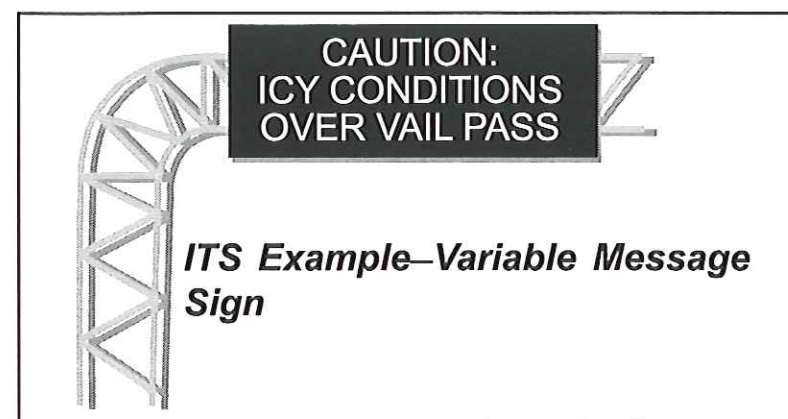 CAUTION:
ICY CONDITIONS
OVER VAIL PASS
ITS Example–Variable Message
Sign